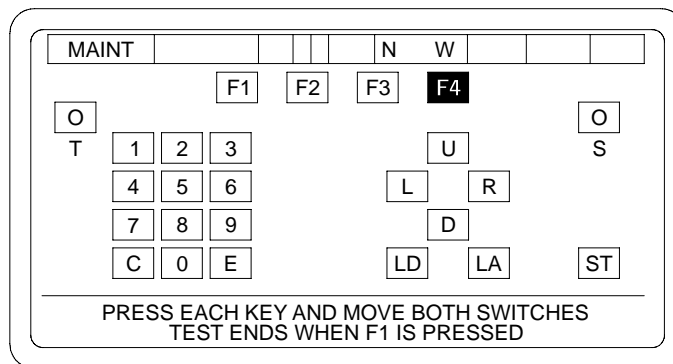 MAINT N W
F1 F2 F3 F4
O O
T 1 2 3 U S
4 5 6 L R
7 8 9 D
C 0 E LD LA ST
PRESS EACH KEY AND MOVE BOTH SWITCHES
TEST ENDS WHEN F1 IS PRESSED